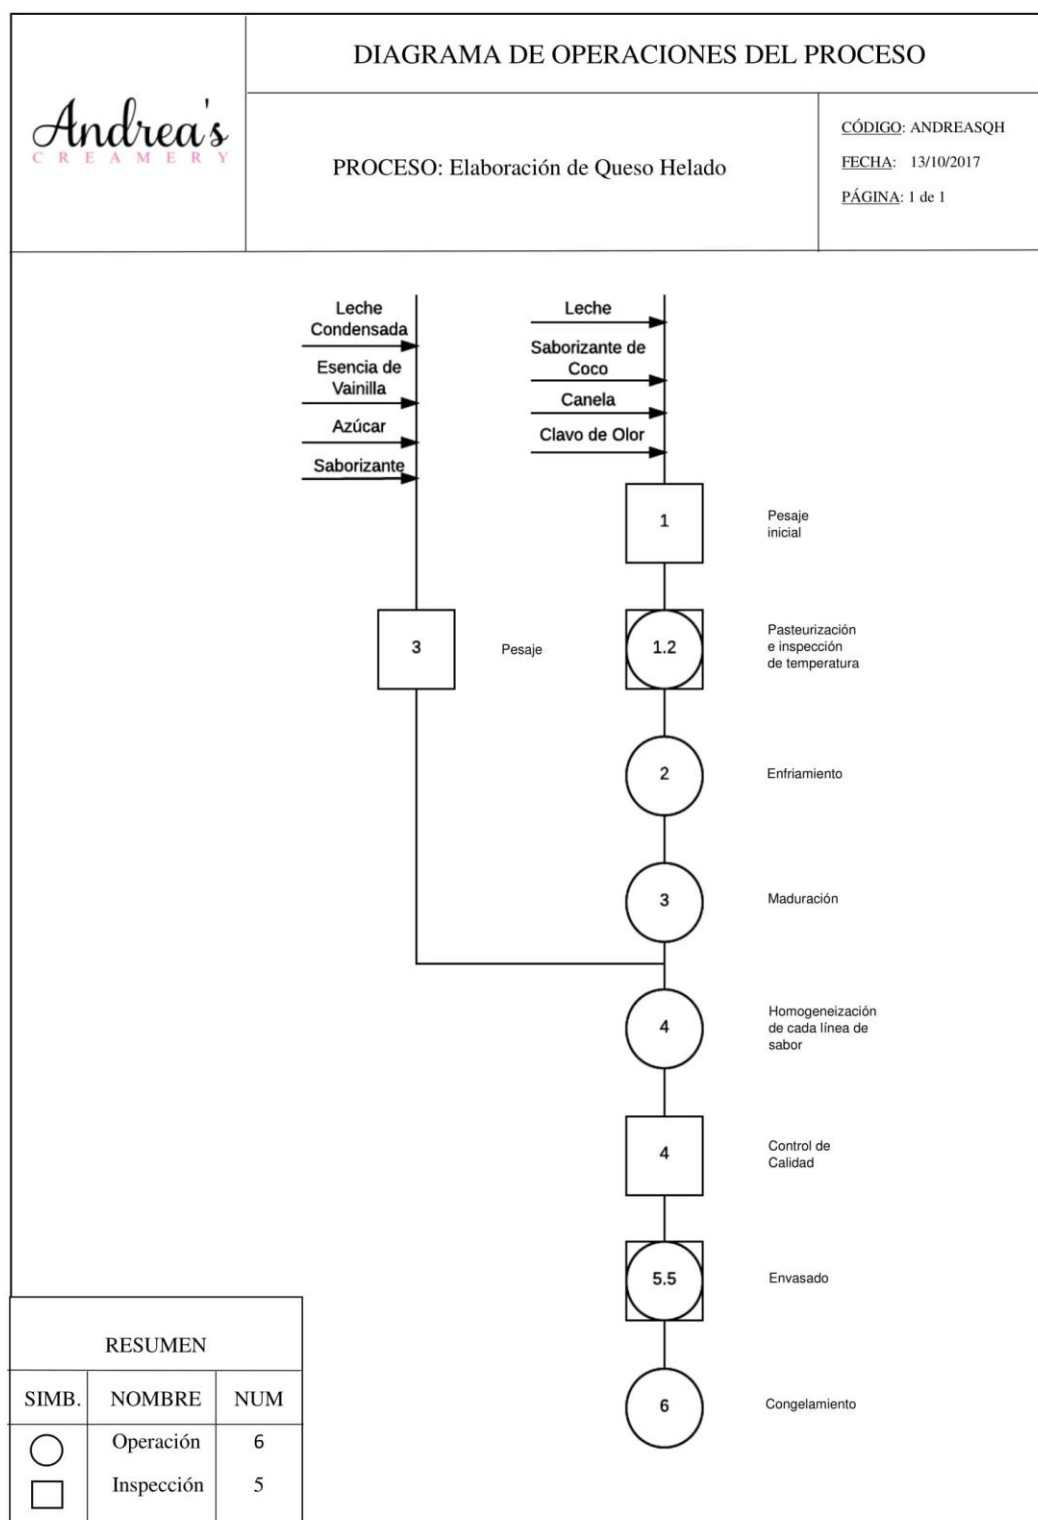 Andrea's
CREAMERY
DIAGRAMA DE OPERACIONES DEL PROCESO
PROCESO: Elaboración de Queso Helado
CÓDIGO: ANDREASQH
FECHA: 13/10/2017
PÁGINA: 1 de 1
Leche
Condensada
Esencia de
Vainilla
Azúcar
Saborizante
Leche
Saborizante de
Coco
Canela
Clavo de Olor
1
Pesaje
inicial
3
Pesaje
1.2
Pasteurización
e inspección
de temperatura
2
Enfriamiento
3
Maduración
4
Homogeneización
de cada línea de
sabor
4
Control de
Calidad
5.5
Envasado
6
Congelamiento
RESUMEN
SIMB. NOMBRE NUM
Operación 6
Inspección 5